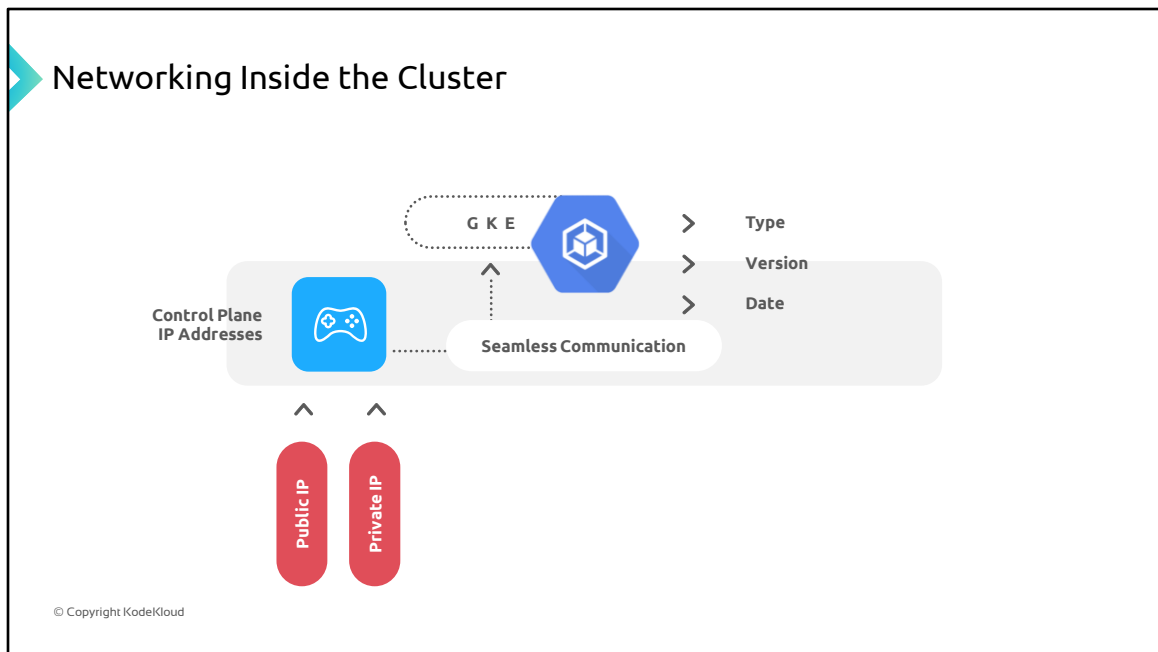 Networking Inside the Cluster
G K E
Type
Version
Date
Control Plane
IP Addresses
Seamless Communication
Public IP
Private IP
© Copyright KodeKloud